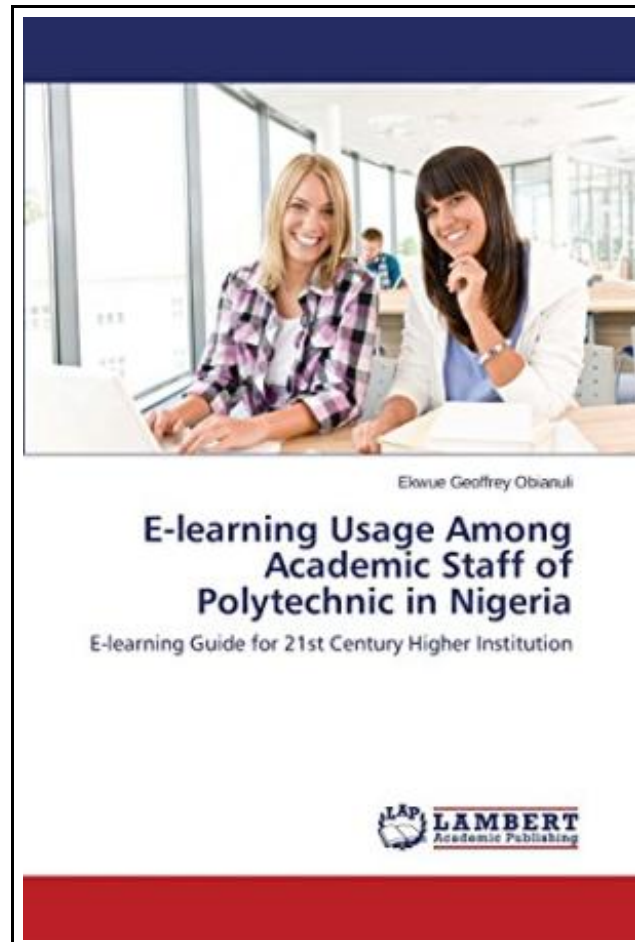 Ekwue Geoffrey Obianuli
E-learning Usage Among
Academic Staff of
Polytechnic in Nigeria
E-learning Guide for 21st Century Higher Institution
LAP
LAMBERT
Academic Publishing